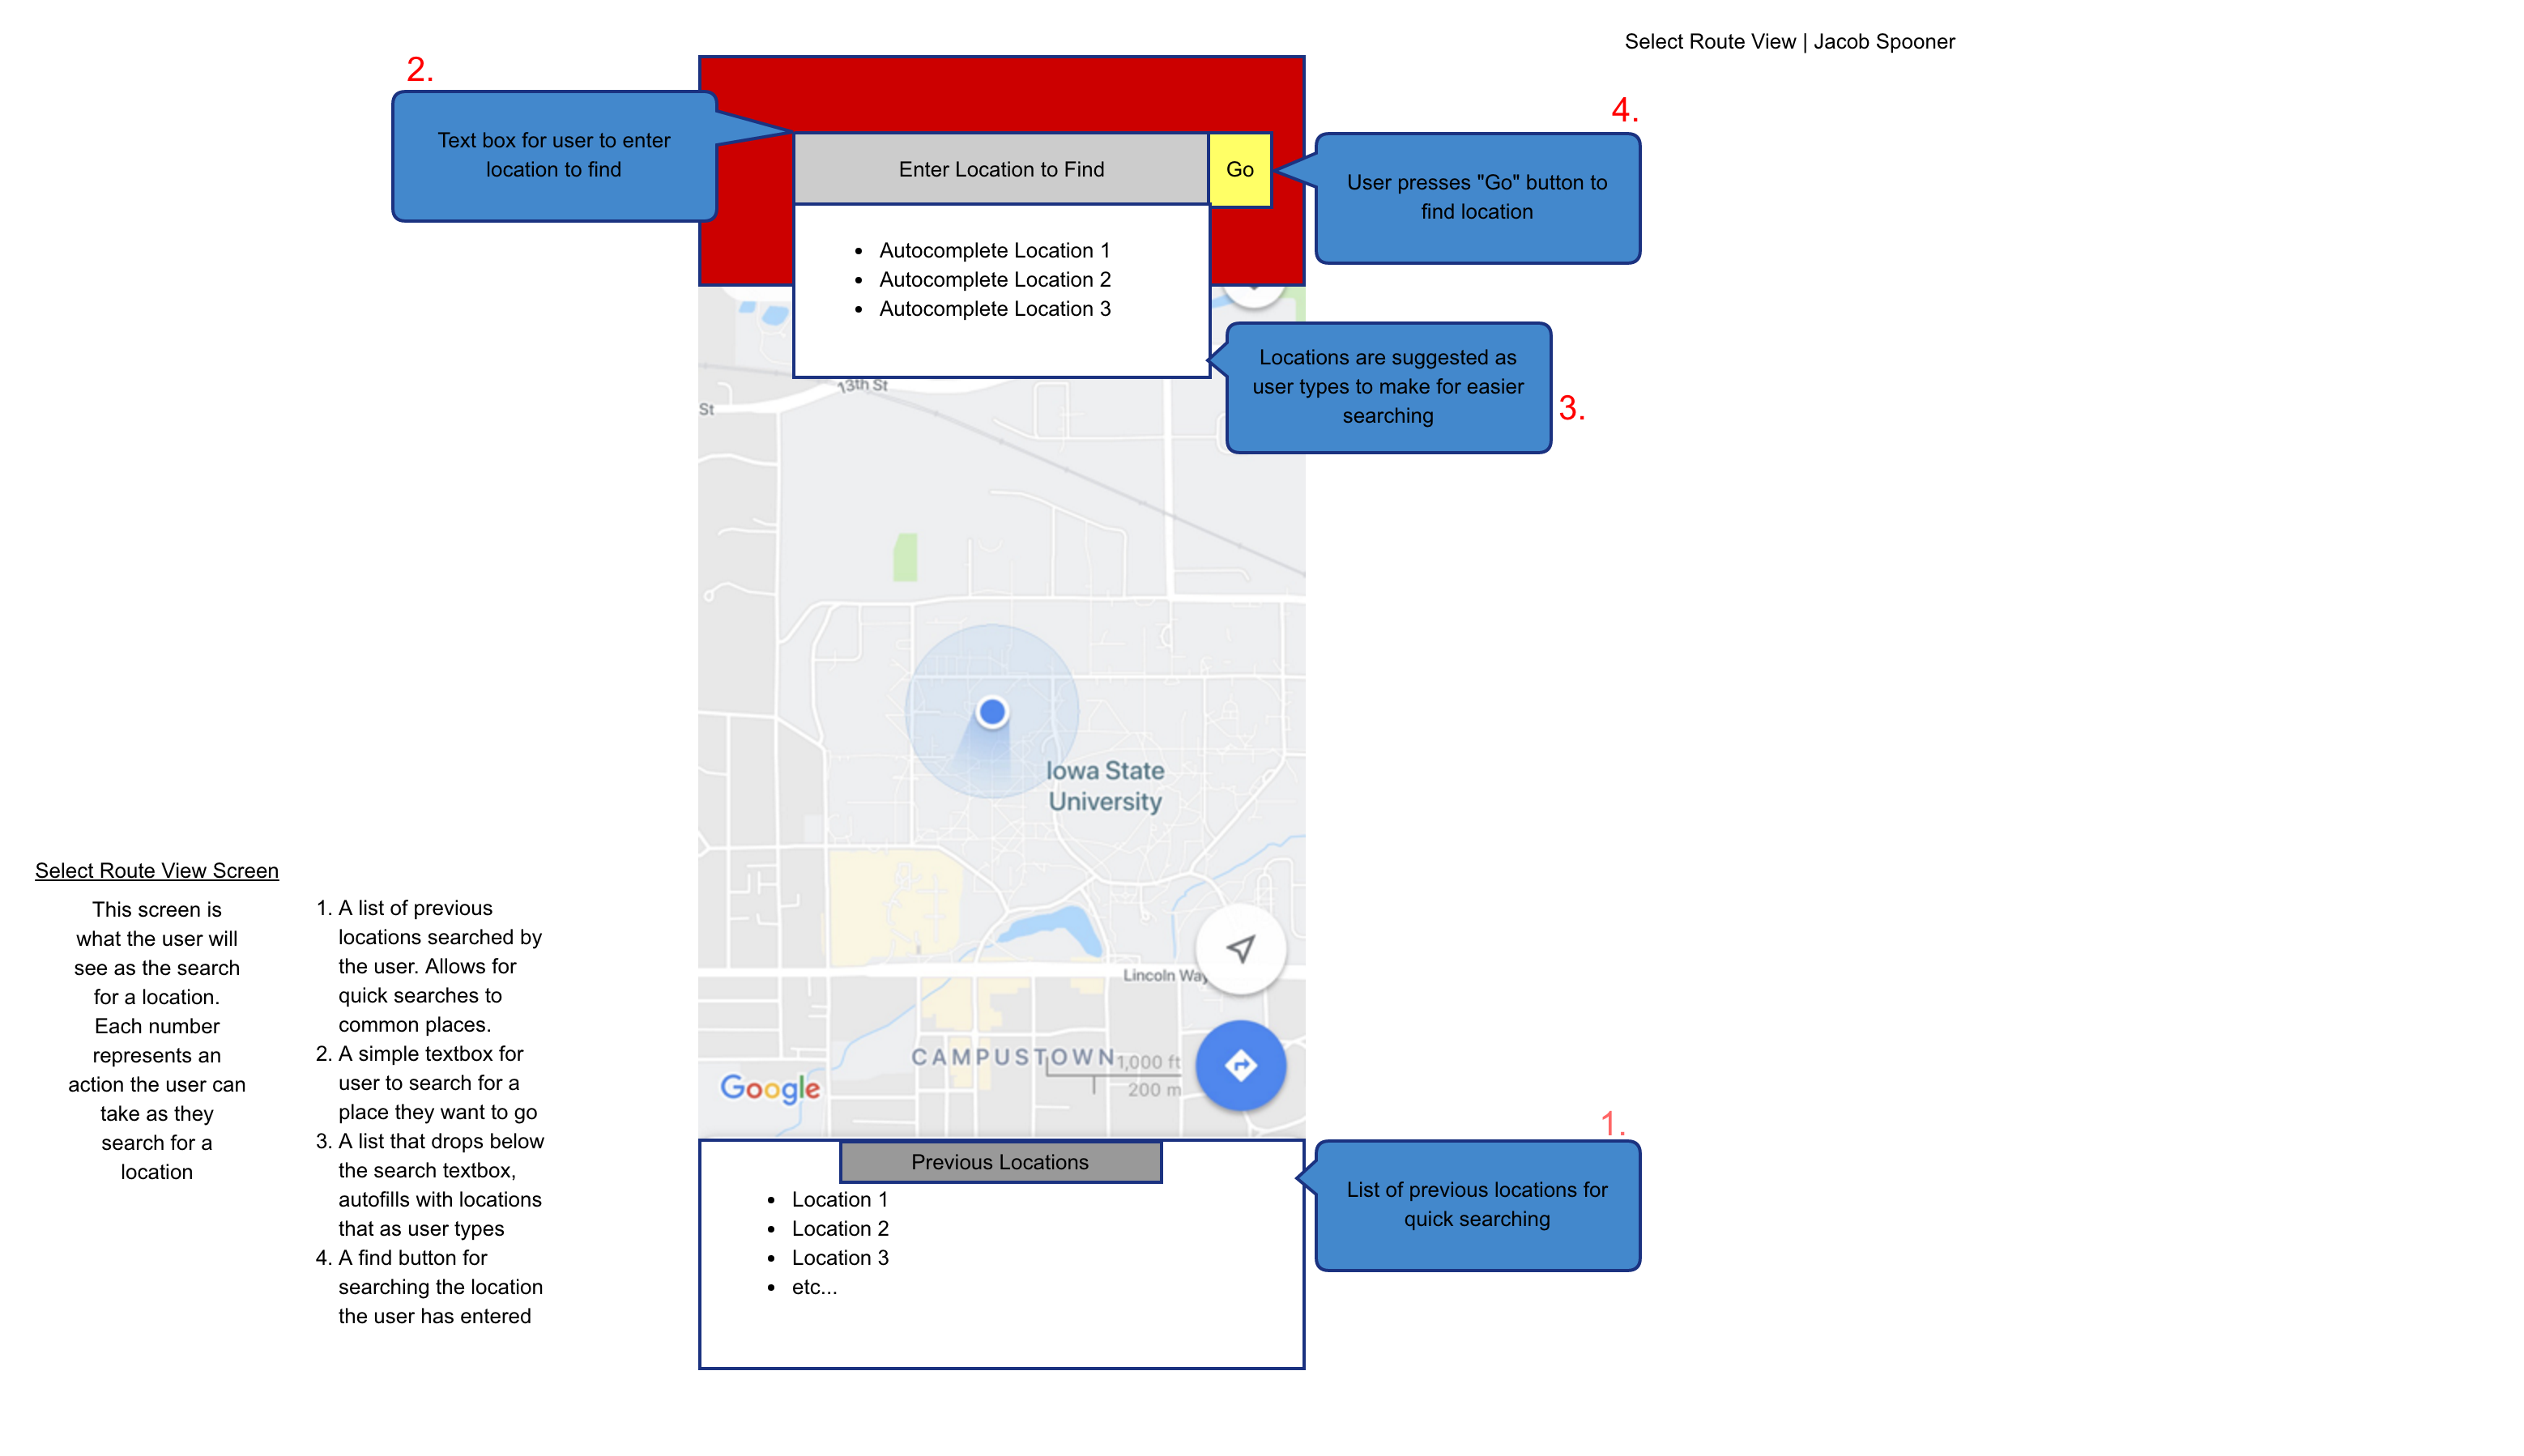 Select Route View | Jacob Spooner
2.
Text box for user to enter
location to find
Enter Location to Find
Go
4.
User presses "Go" button to
find location
• Autocomplete Location 1
• Autocomplete Location 2
• Autocomplete Location 3
Locations are suggested as
user types to make for easier
searching
3.
13th St
St
Iowa State
University
Lincoln Way
CAMPUSTOWN
1,000 ft
200 m
Google
Select Route View Screen
This screen is
what the user will
see as the search
for a location.
Each number
represents an
action the user can
take as they
search for a
location
1. A list of previous
locations searched by
the user. Allows for
quick searches to
common places.
2. A simple textbox for
user to search for a
place they want to go
3. A list that drops below
the search textbox,
autofills with locations
that as user types
4. A find button for
searching the location
the user has entered
Previous Locations
• Location 1
• Location 2
• Location 3
• etc...
1.
List of previous locations for
quick searching